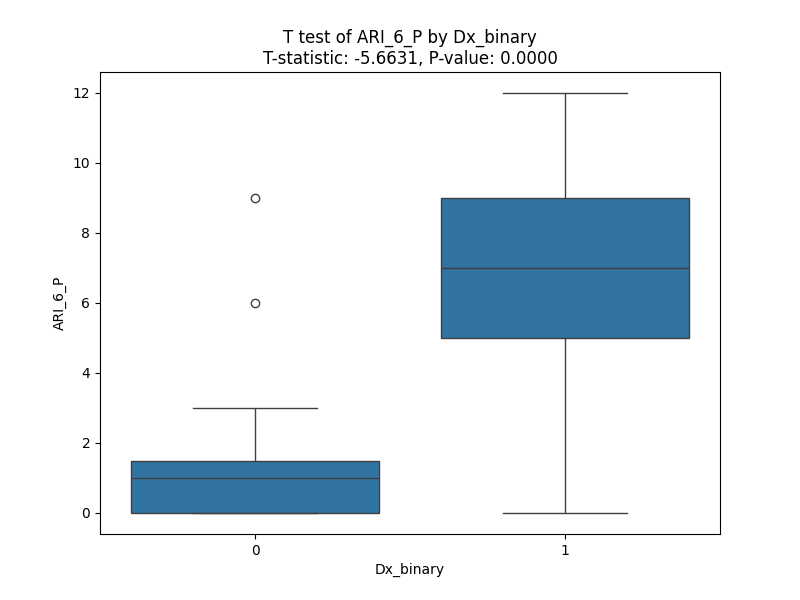 T test of ARI_6_P by Dx_binary
T-statistic: -5.6631, P-value: 0.0000
12
10
8
6
4
2
0
ARI_6_P
0 1
Dx_binary